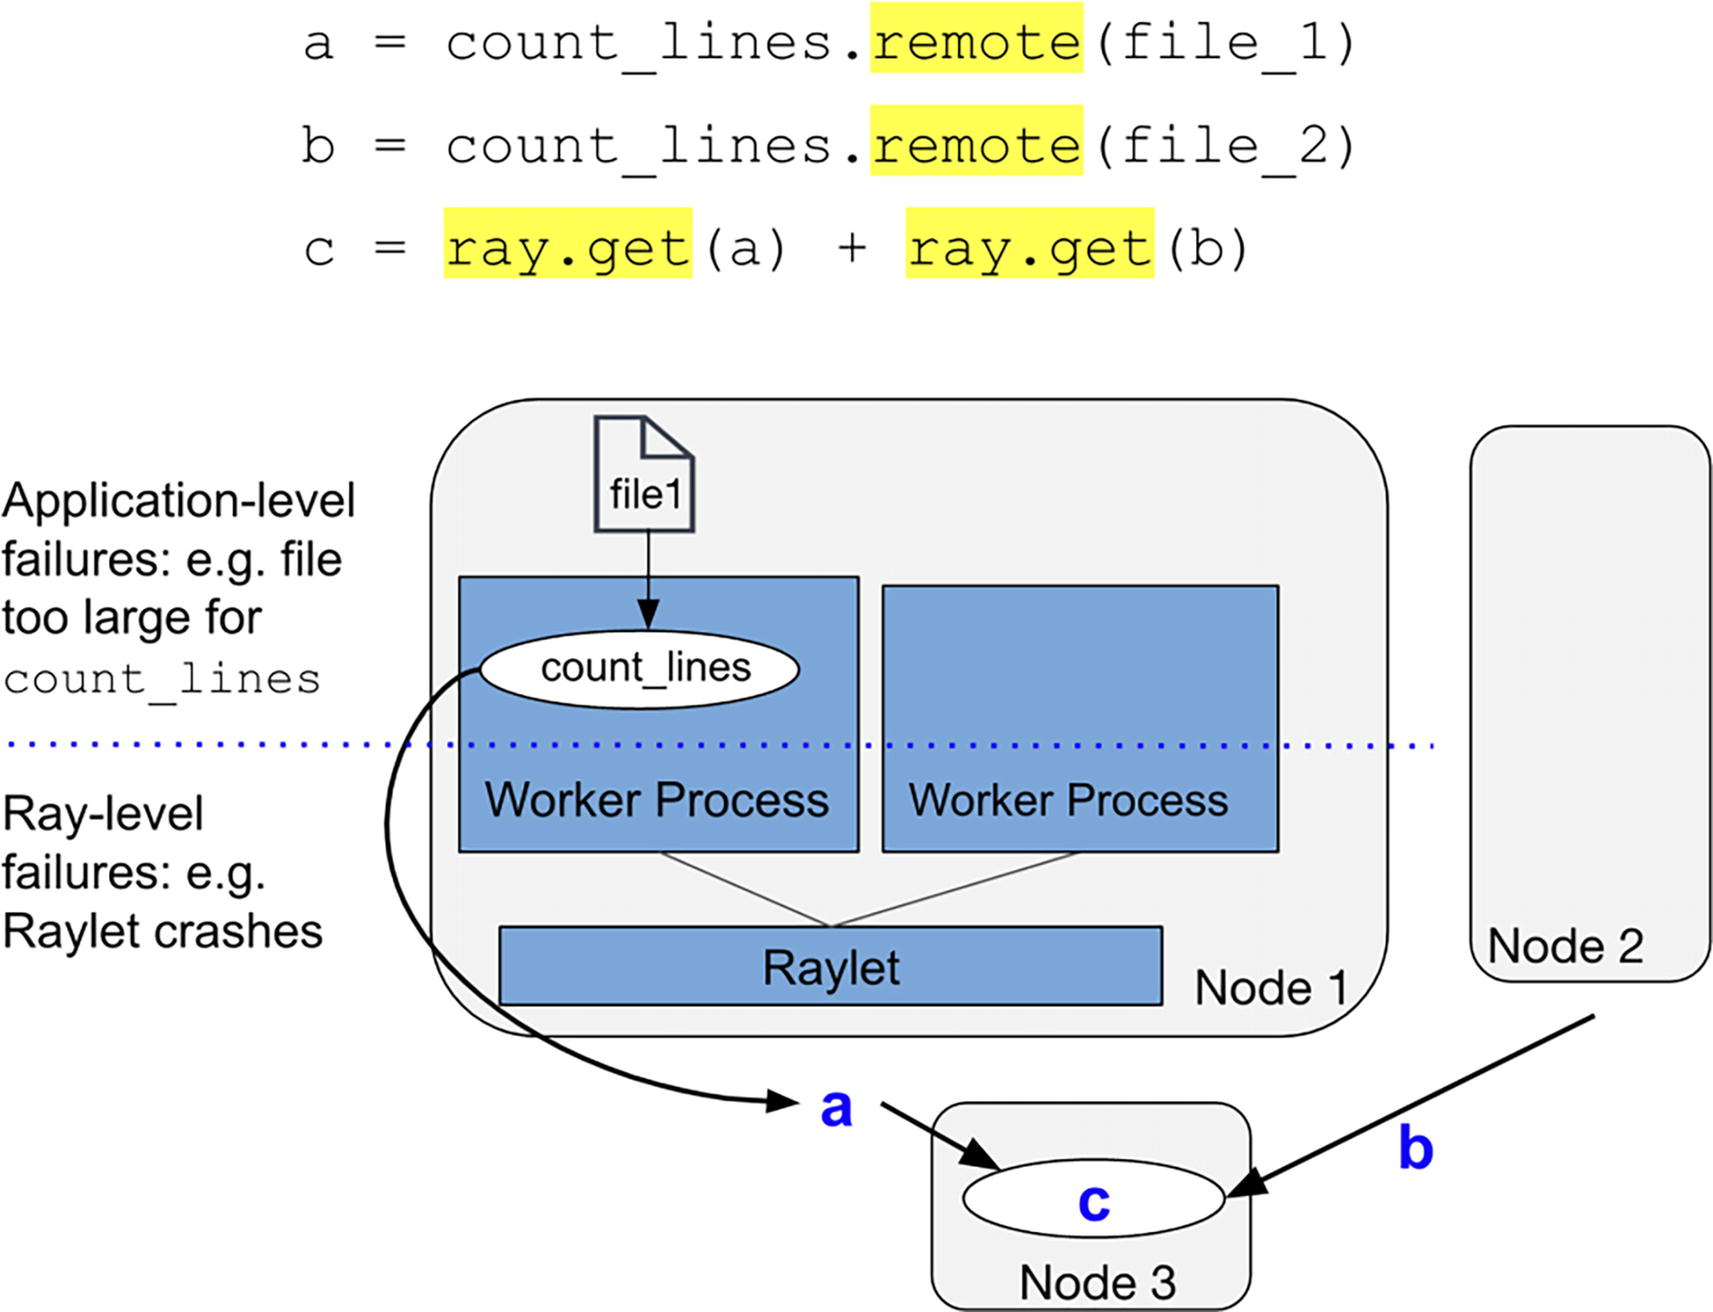 a = count_lines.remote(file_1)
b = count_lines.remote(file_2)
c = ray.get(a) + ray.get(b)
Application-level
failures: e.g. file
too large for
count_lines
Ray-level
failures: e.g.
Raylet crashes
file1
count_lines
Worker Process
Worker Process
Raylet
Node 1
Node 2
a
b
c
Node 3